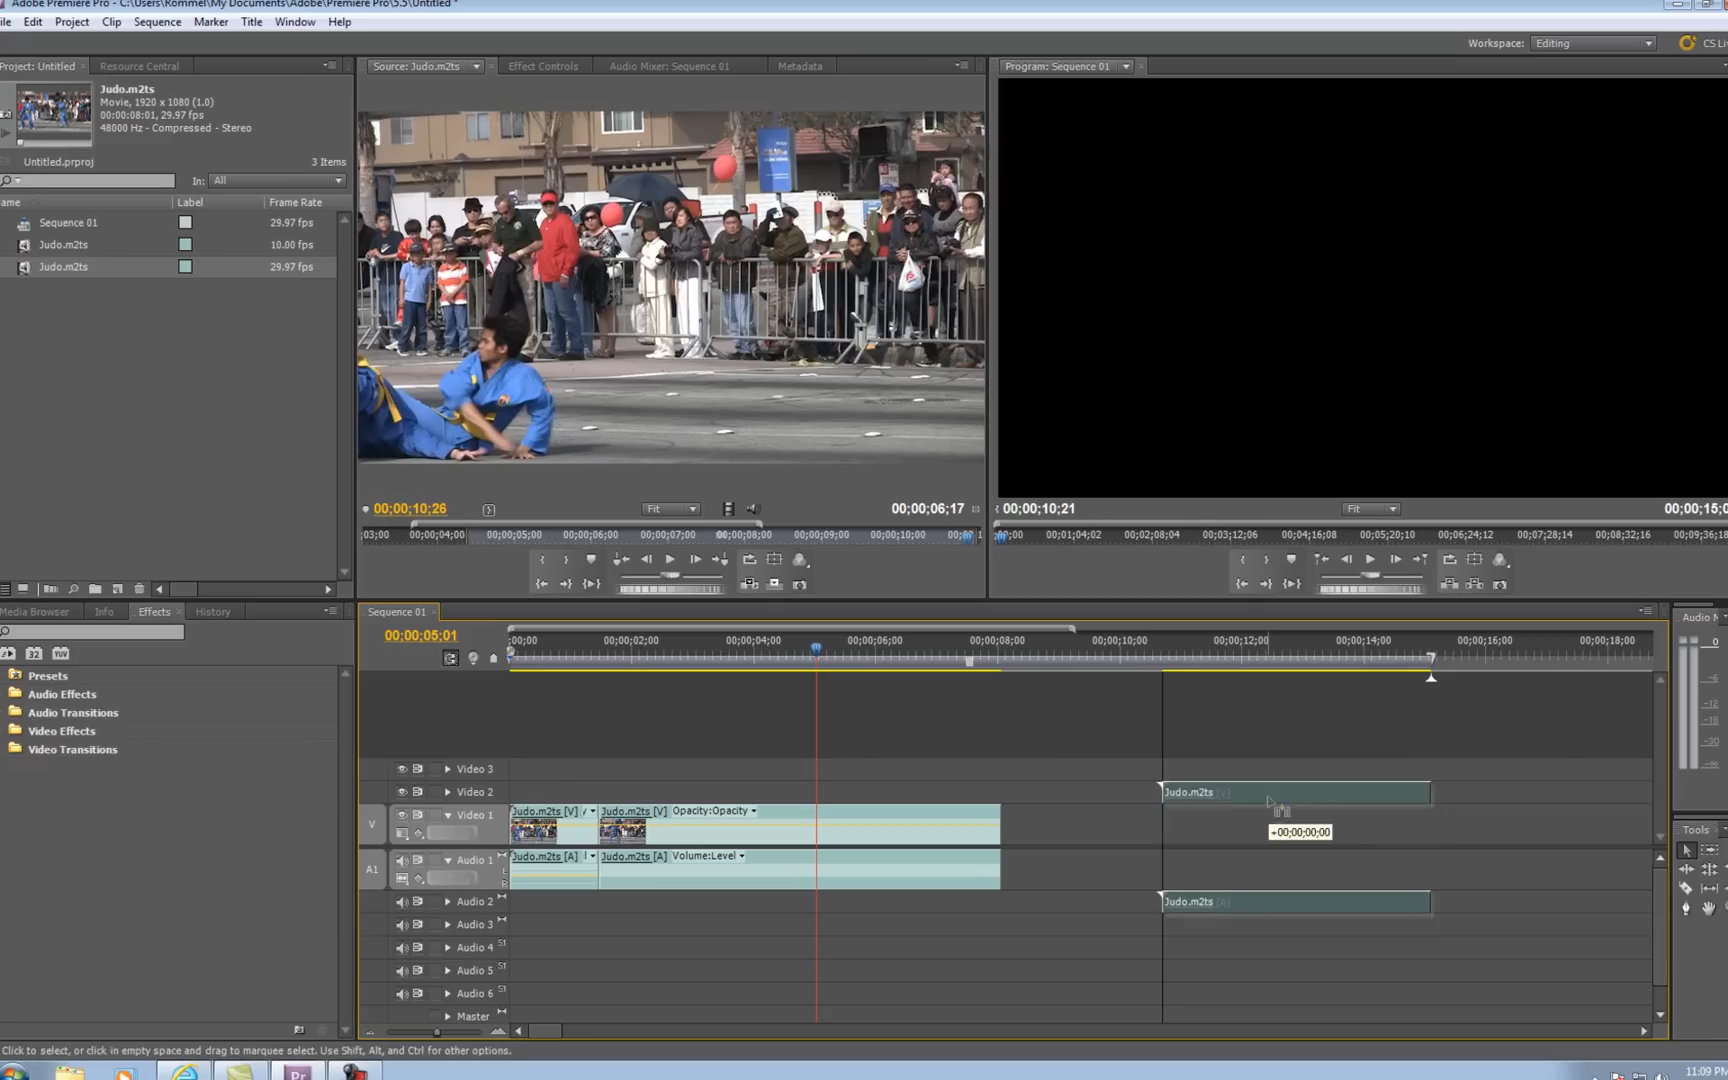 Adobe Premiere Pro - C:\Users\Rommel\My Documents\Adobe\Premiere Pro\5.5\Untitled *
Edit Project Clip Sequence Marker Title Window Help
Workspace: Editing
Project: Untitled
Resource Central
Judo.m2ts
Movie, 1920 x 1080 (1.0)
00;00;08;01, 29.97 fps
48000 Hz - Compressed - Stereo
Untitled.prproj
3 Items
In: All
Label
Frame Rate
Sequence 01
29.97 fps
Judo.m2ts
10.00 fps
Judo.m2ts
29.97 fps
Source: Judo.m2ts
Effect Controls
Audio Mixer: Sequence 01
Metadata
00;00;10;26
Fit
00;00;06;17
00;00;04;00 00;00;05;00 00;00;06;00 00;00;07;00 00;00;08;00 00;00;09;00 00;00;10;00
Program: Sequence 01
00;00;10;21
Fit
00;01;04;02 00;02;08;04 00;03;12;06 00;04;16;08 00;05;20;10 00;06;24;12 00;07;28;14 00;08;32;16 00;09;36;18
Media Browser
Info
Effects
History
32
YUV
Presets
Audio Effects
Audio Transitions
Video Effects
Video Transitions
Sequence 01
00;00;05;01
00;00;02;00 00;00;04;00 00;00;06;00 00;00;08;00 00;00;10;00 00;00;12;00 00;00;14;00 00;00;16;00 00;00;18;00
Video 3
Video 2
Judo.m2ts
V
Video 1
Judo.m2ts [V]
Judo.m2ts [V] Opacity:Opacity
+00;00;00;00
A1
Audio 1
Judo.m2ts [A]
Judo.m2ts [A] Volume:Level
L
R
Audio 2
Judo.m2ts
Audio 3
Audio 4
51
Audio 5
51
Audio 6
51
Master
0
-6
-12
-18
-30
Tools
Click to select, or click in empty space and drag to marquee select. Use Shift, Alt, and Ctrl for other options.
Pr
11:09 PM